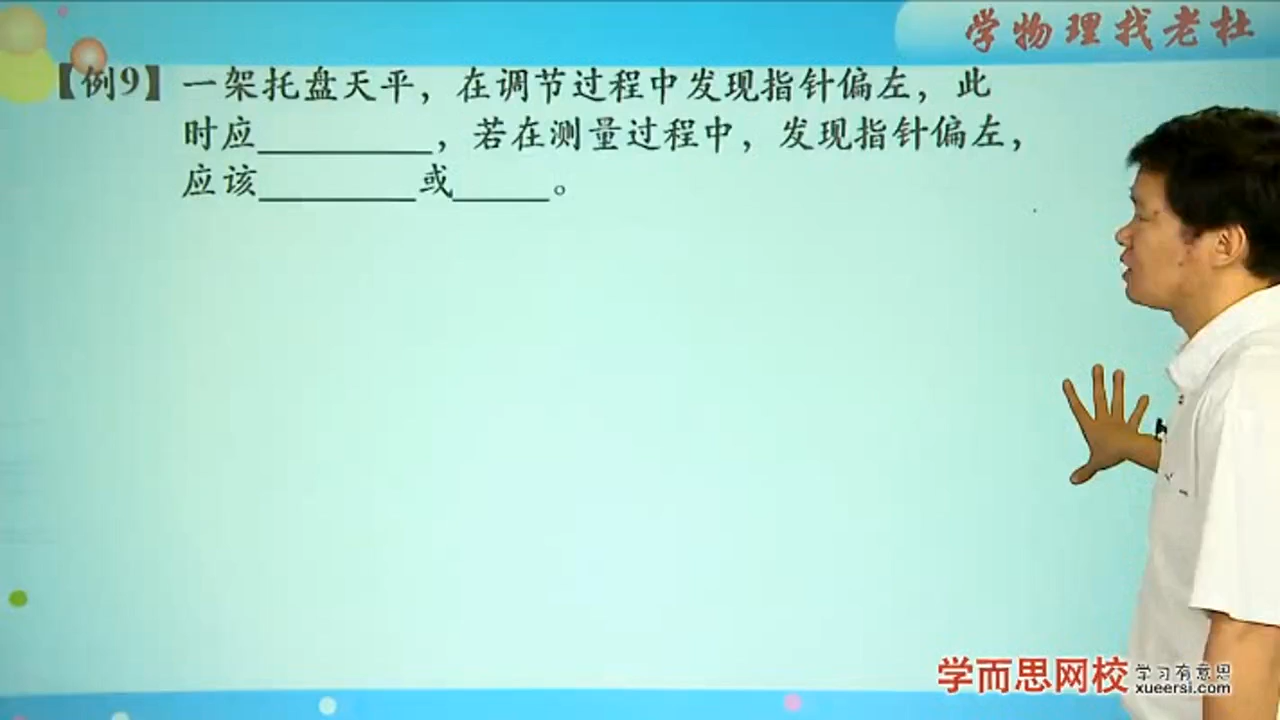 学物理找老杜
【例9】一架托盘天平，在调节过程中发现指针偏左，此
时应__________，若在测量过程中，发现指针偏左，
应该_________或_____。
学而思网校 学习有意思
xueersi.com